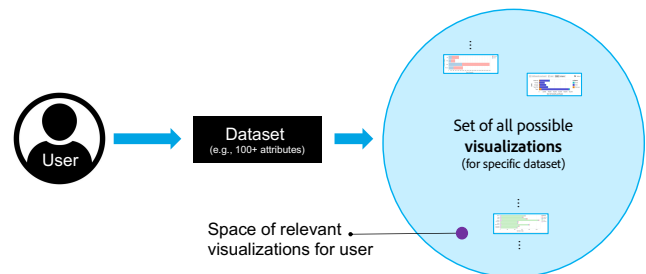 User
Dataset
(e.g., 100+ attributes)
Set of all possible
visualizations
(for specific dataset)
Space of relevant
visualizations for user